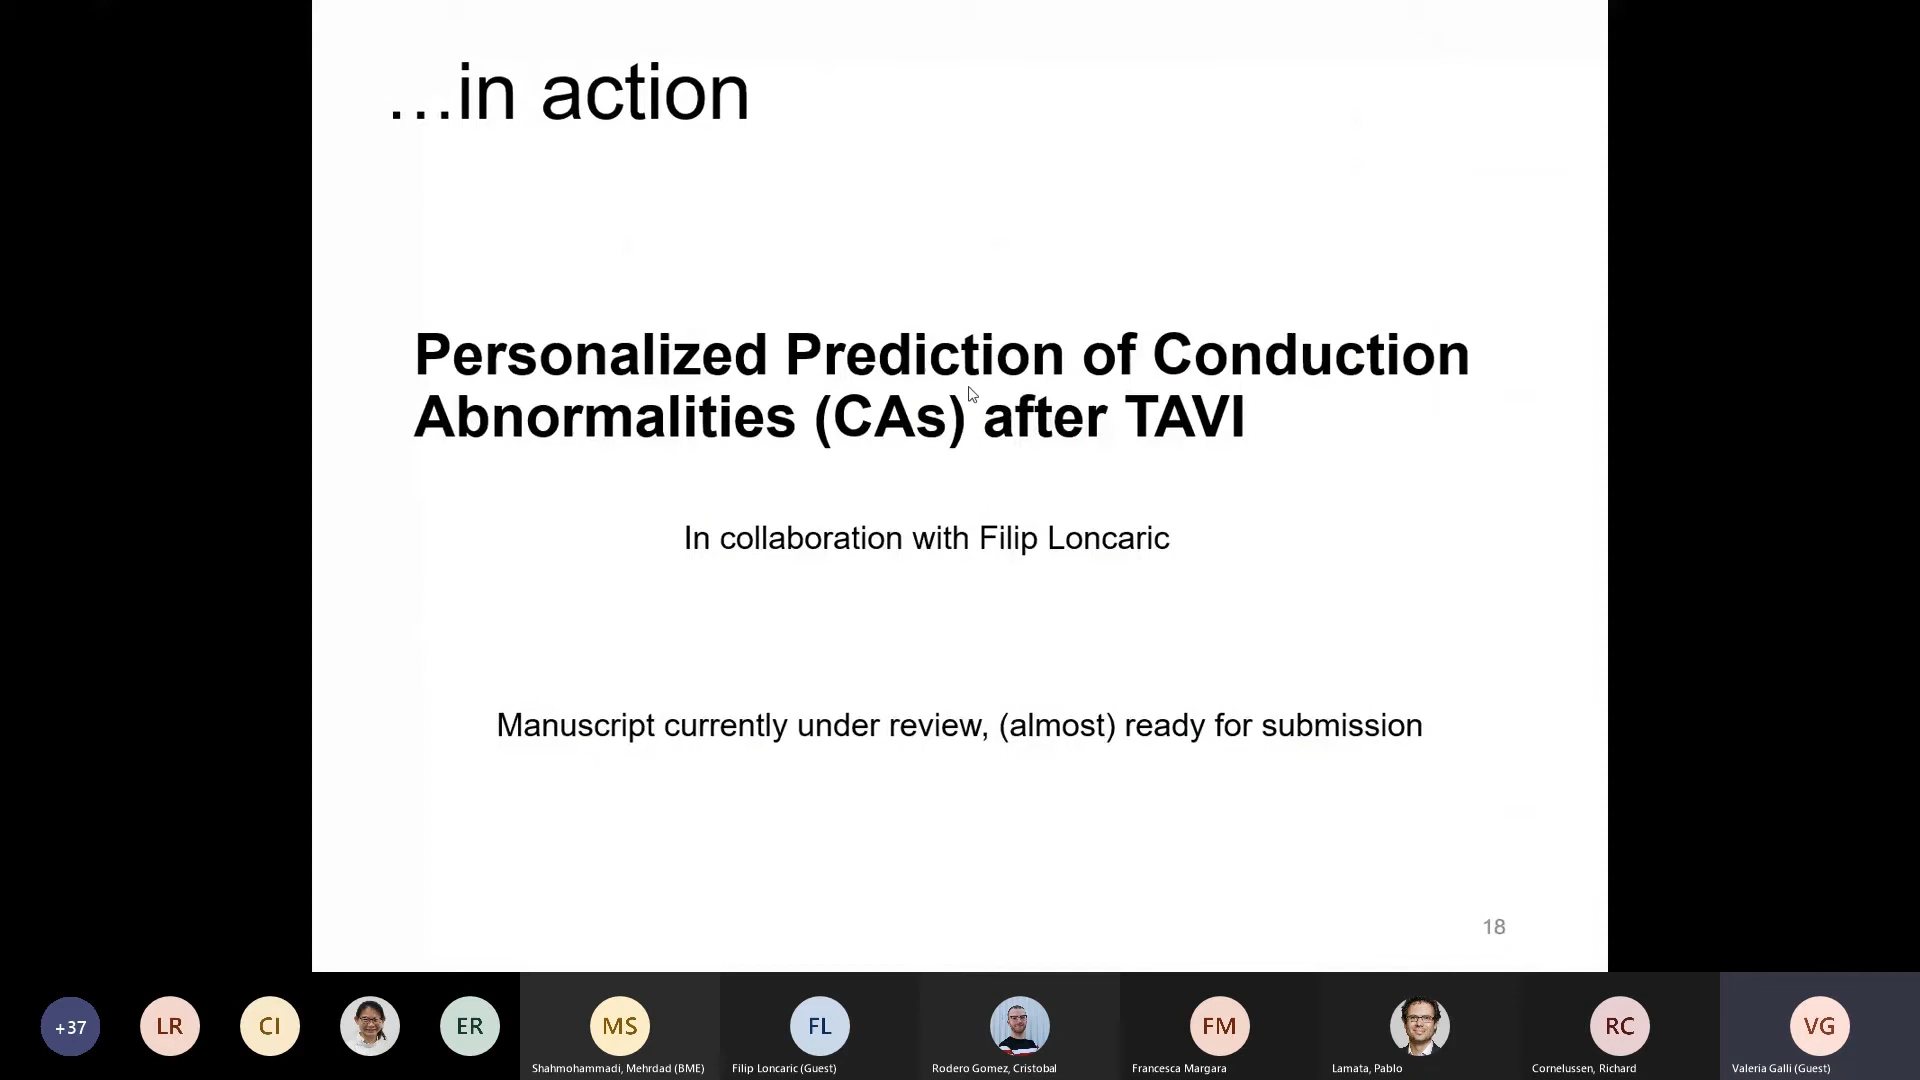 …in action
Personalized Prediction of Conduction
Abnormalities (CAs) after TAVI
In collaboration with Filip Loncaric
Manuscript currently under review, (almost) ready for submission
18
+37
LR
CI
ER
MS
FL
FM
RC
VG
Shahmohammadi, Mehrdad (BME)
Filip Loncaric (Guest)
Rodero Gomez, Cristobal
Francesca Margara
Lamata, Pablo
Cornelussen, Richard
Valeria Galli (Guest)